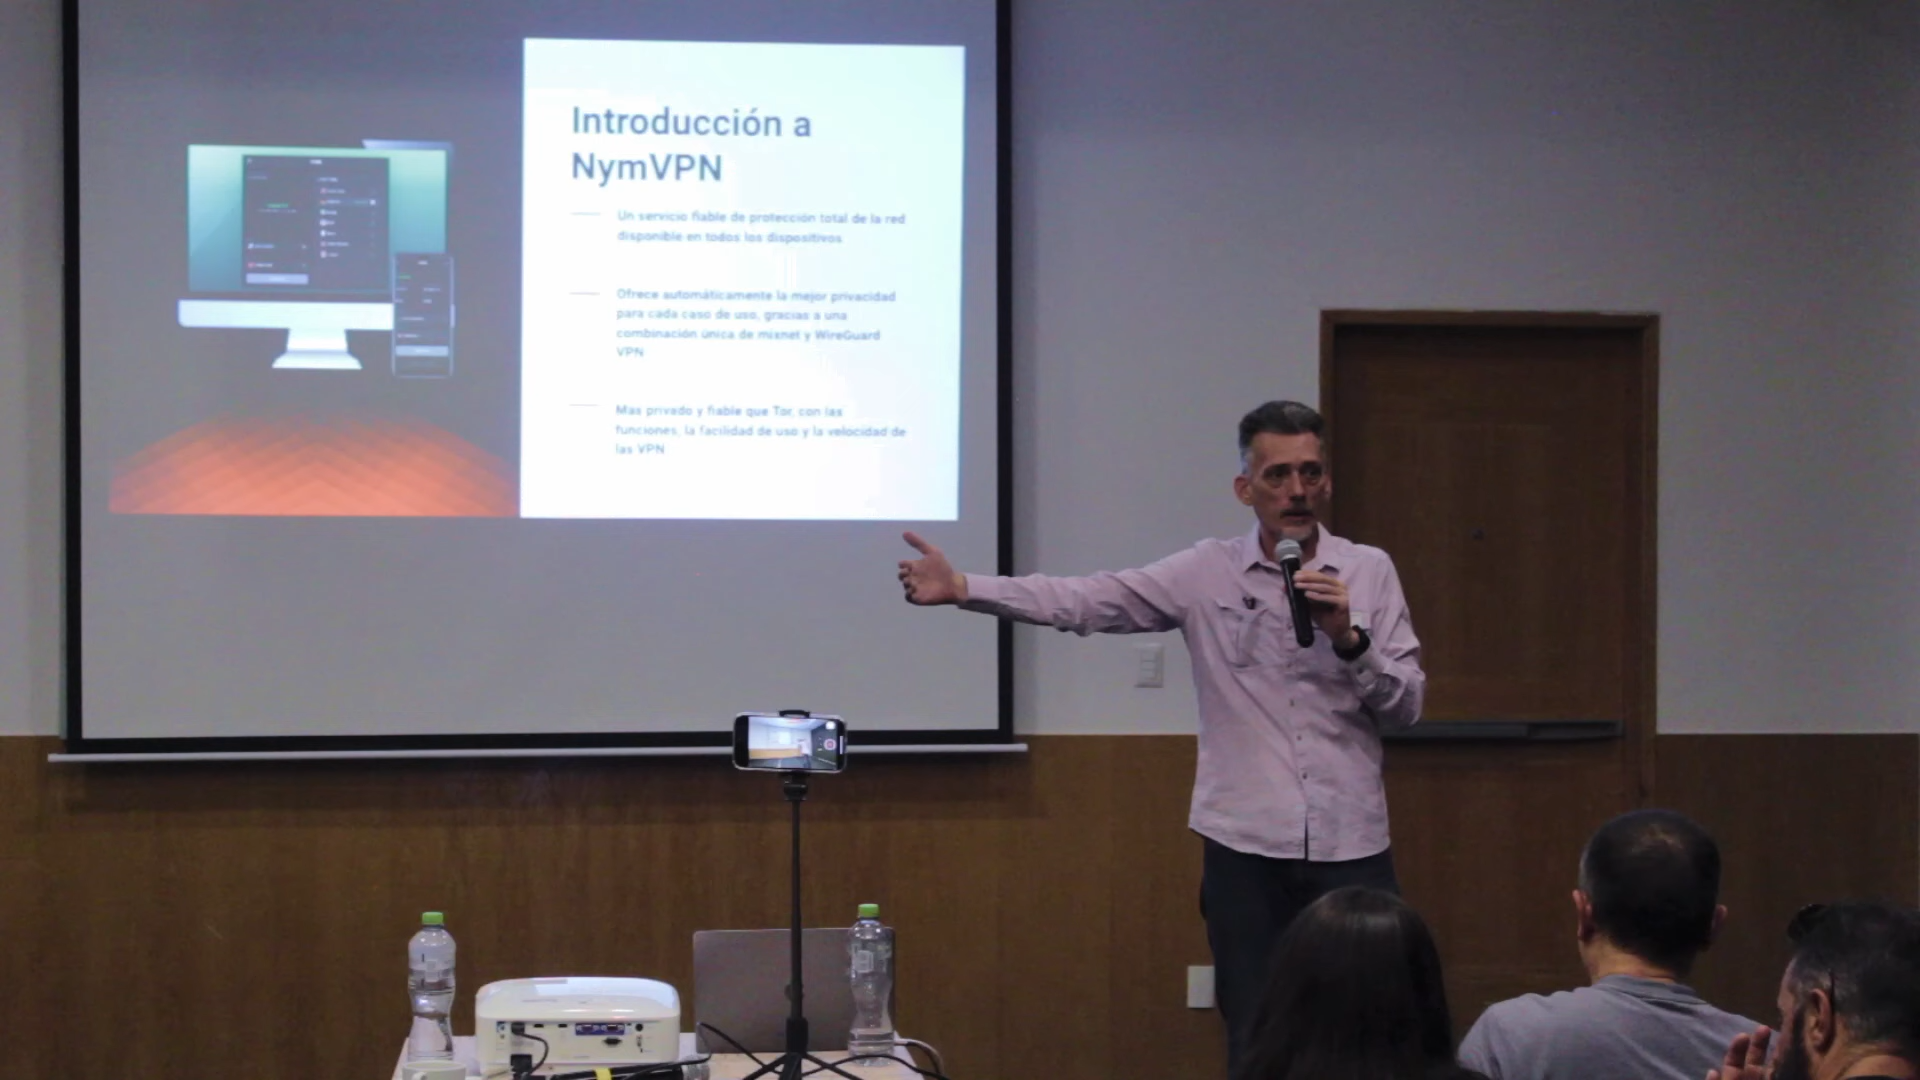 Introducción a
NymVPN
Un servicio fiable de protección total de la red
disponible en todos los dispositivos
Ofrece automáticamente la mejor privacidad
para cada caso de uso, gracias a una
combinación única de mixnet y WireGuard
VPN
Mas privado y fiable que Tor, con las
funciones, la facilidad de uso y la velocidad de
las VPN